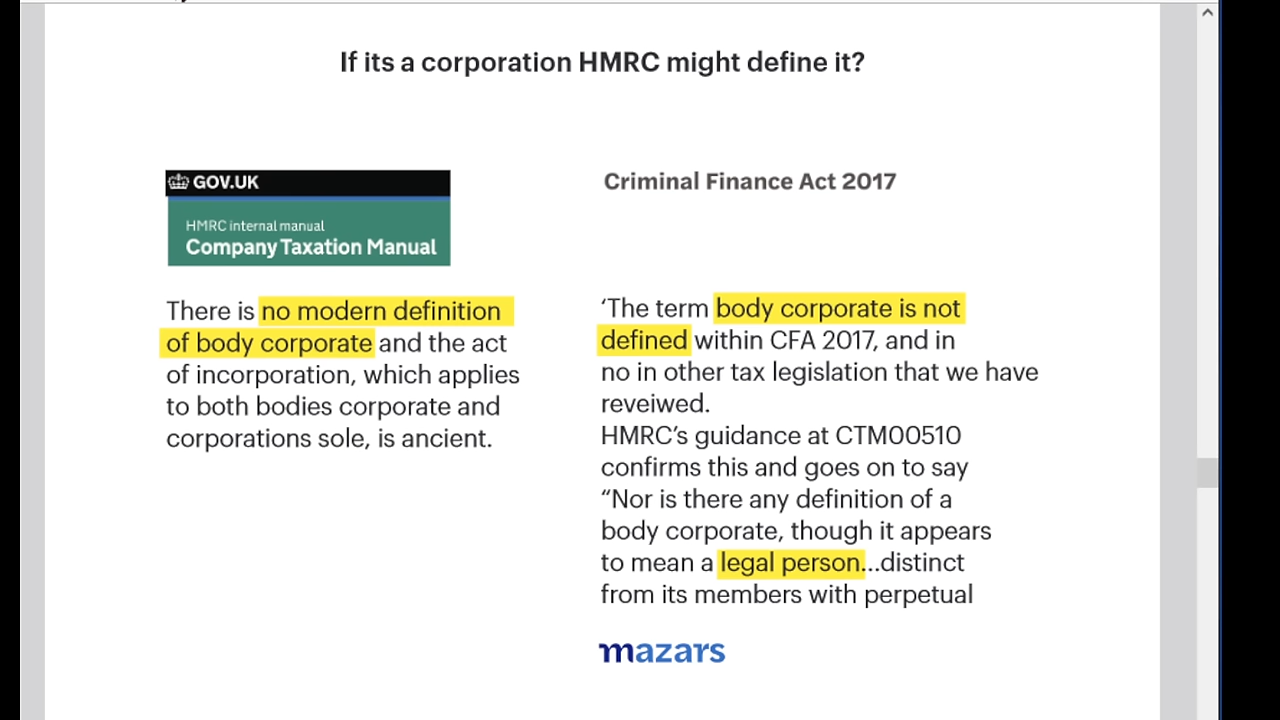 If its a corporation HMRC might define it?
GOV.UK
HMRC internal manual
Company Taxation Manual
There is no modern definition
of body corporate and the act
of incorporation, which applies
to both bodies corporate and
corporations sole, is ancient.
Criminal Finance Act 2017
‘The term body corporate is not
defined within CFA 2017, and in
no in other tax legislation that we have
reveiwed.
HMRC’s guidance at CTM00510
confirms this and goes on to say
“Nor is there any definition of a
body corporate, though it appears
to mean a legal person...distinct
from its members with perpetual
mazars